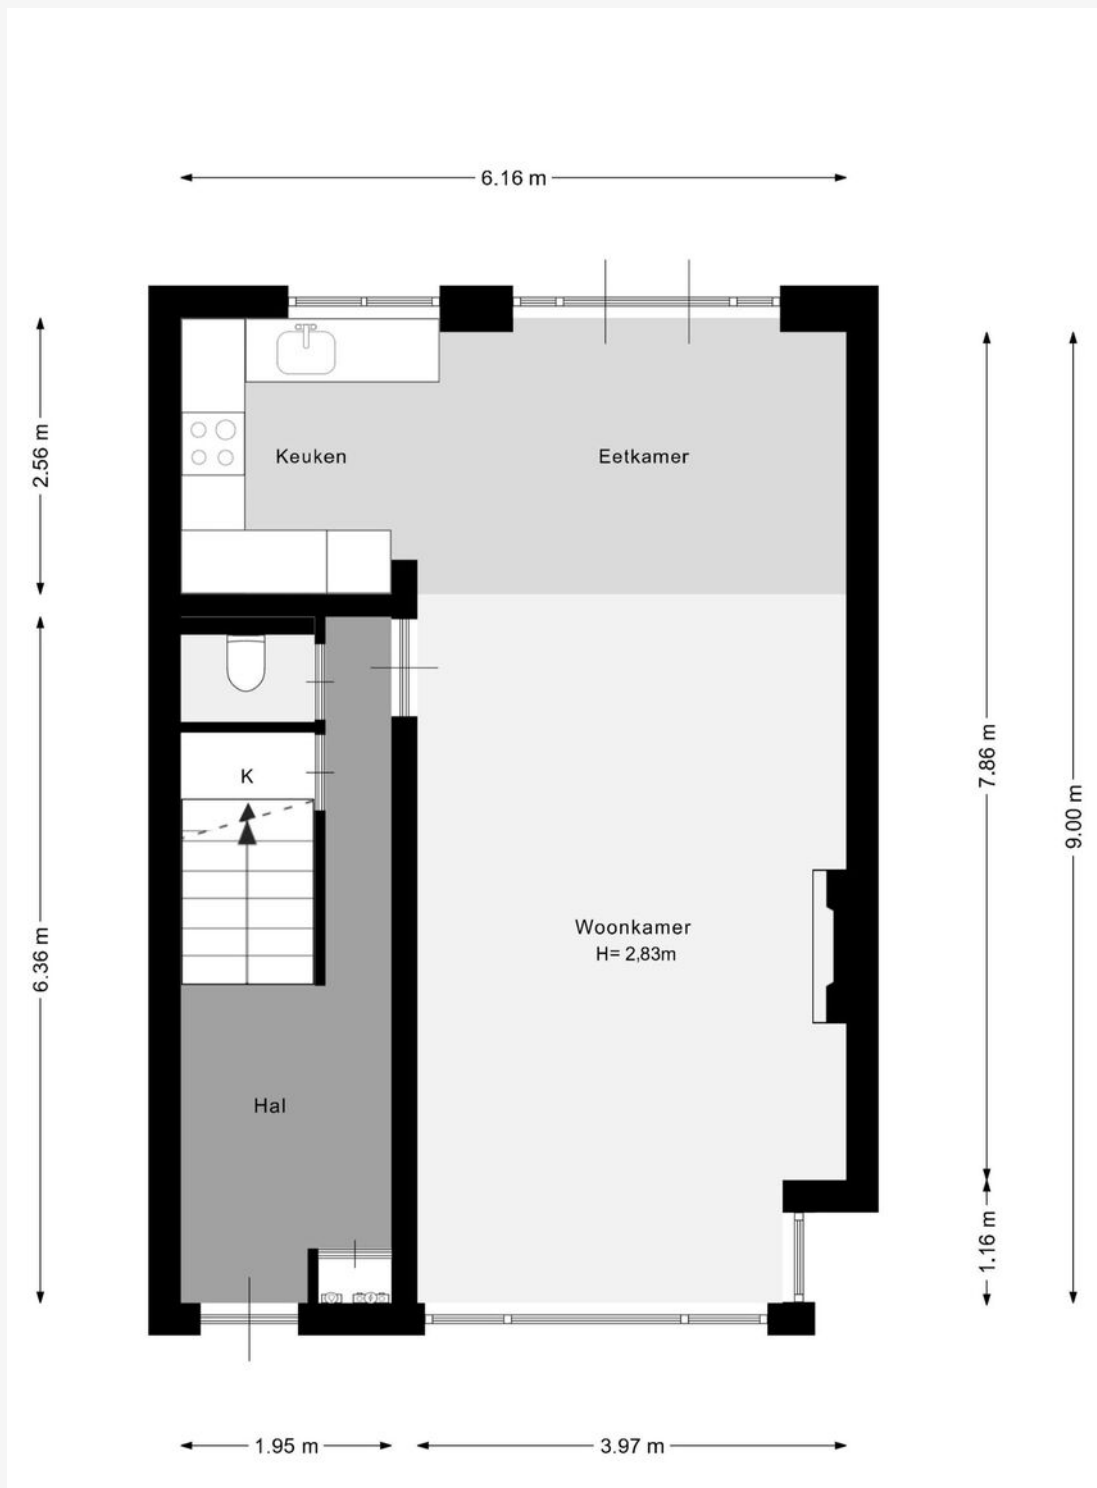 6.16 m
2.56 m
Keuken
Eetkamer
7.86 m
9.00 m
K
Woonkamer
H= 2,83m
6.36 m
Hal
1.16 m
1.95 m
3.97 m